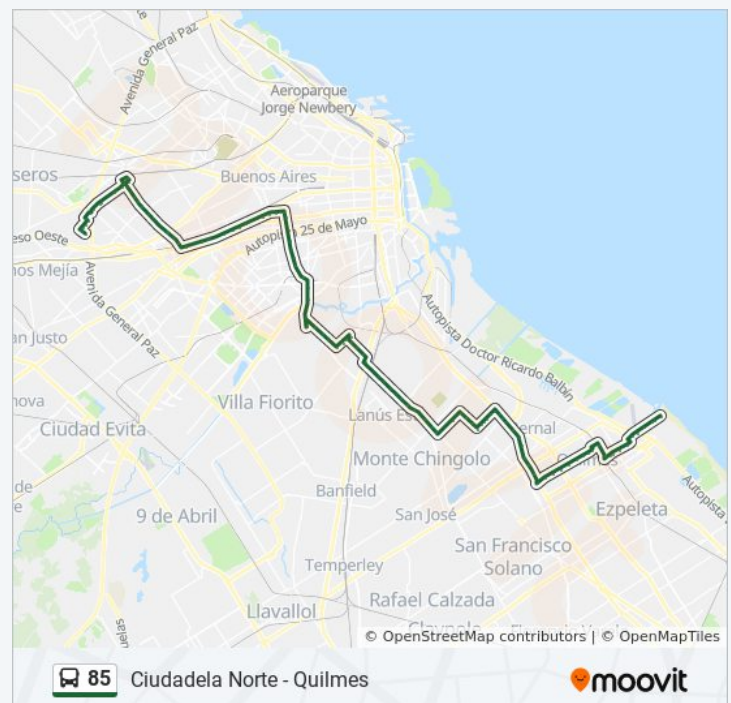 Avenida General Paz
Aeroparque
Jorge Newbery
seros
Buenos Aires
Autopista 25 de Mayo
eso Oeste
os Mejía
Avenida General Paz
Autopista Doctor Ricardo Balbín
an Justo
nova
Villa Fiorito
Lanús Es
ernal
Ciudad Evita
Monte Chingolo
Quilmes
de
e
Banfield
Autopista
9 de Abril
San José
Ezpeleta
San Francisco
Solano
Temperley
Rafael Calzada
Llavallol
uelas
© OpenStreetMap contributors | © OpenMapTiles
85 Ciudadela Norte - Quilmes
moovit